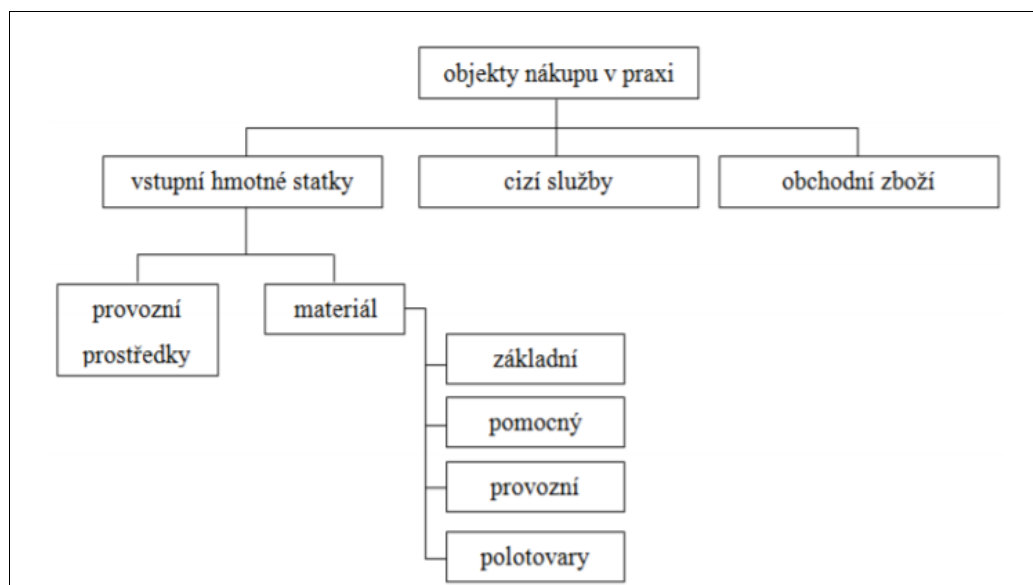 objekty nákupu v praxi
vstupní hmotné statky
cizí služby
obchodní zboží
provozní
prostředky
materiál
základní
pomocný
provozní
polotovary